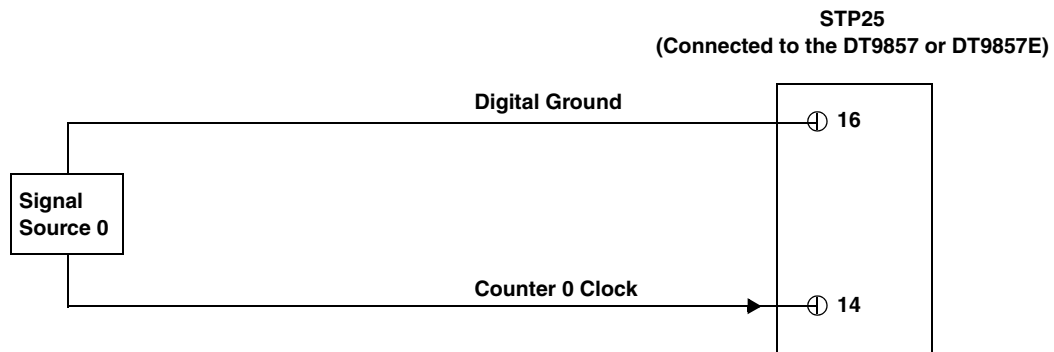 STP25
(Connected to the DT9857 or DT9857E)
Digital Ground
16
Signal
Source 0
Counter 0 Clock
14